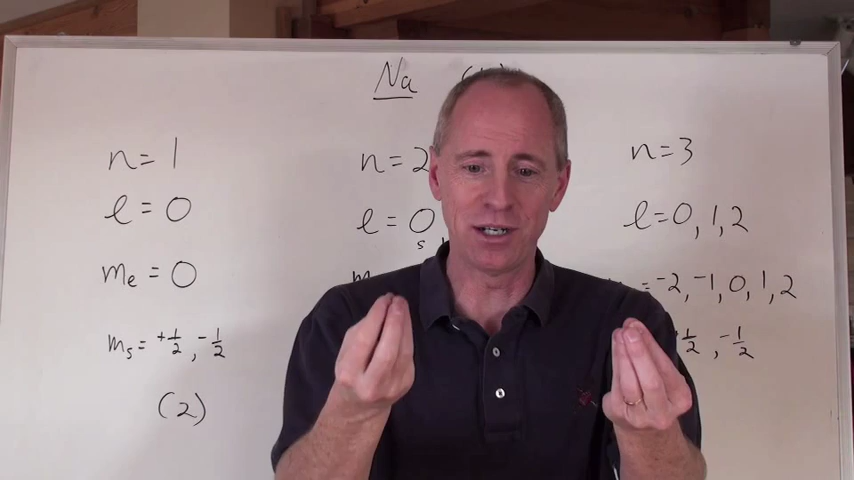 Na
n = 1
ℓ = 0
mℓ = 0
ms = +1/2, -1/2
(2)
n = 2
ℓ = 0
s
n = 3
ℓ = 0, 1, 2
= -2, -1, 0, 1, 2
1/2, -1/2